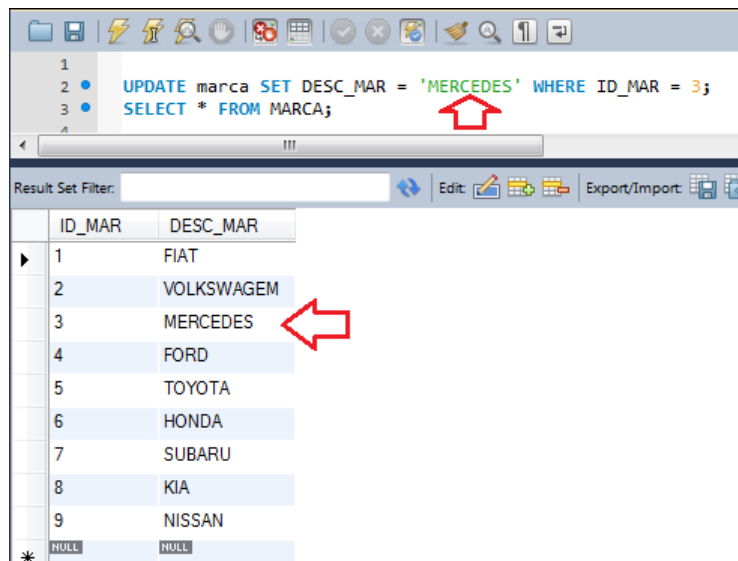 1
2 UPDATE marca SET DESC_MAR = 'MERCEDES' WHERE ID_MAR = 3;
3 SELECT * FROM MARCA;
4
Result Set Filter: Edit: Export/Import:
ID_MAR DESC_MAR
1 FIAT
2 VOLKSWAGEM
3 MERCEDES
4 FORD
5 TOYOTA
6 HONDA
7 SUBARU
8 KIA
9 NISSAN
NULL NULL